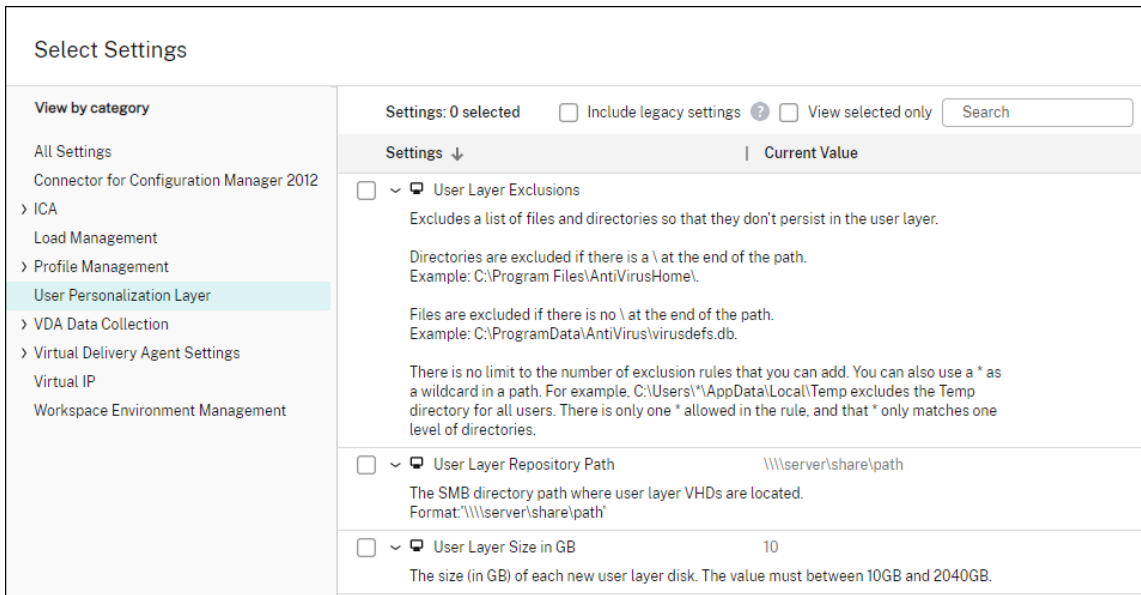 Select Settings
View by category
Settings: 0 selected
Include legacy settings
?
View selected only
Search
Settings ↓
| Current Value
All Settings
Connector for Configuration Manager 2012
> ICA
Load Management
> Profile Management
User Personalization Layer
> VDA Data Collection
> Virtual Delivery Agent Settings
Virtual IP
Workspace Environment Management
User Layer Exclusions
Excludes a list of files and directories so that they don't persist in the user layer.
Directories are excluded if there is a \ at the end of the path.
Example: C:\Program Files\AntiVirusHome\.
Files are excluded if there is no \ at the end of the path.
Example: C:\ProgramData\AntiVirus\virusdefs.db.
There is no limit to the number of exclusion rules that you can add. You can also use a * as
a wildcard in a path. For example, C:\Users\*\AppData\Local\Temp excludes the Temp
directory for all users. There is only one * allowed in the rule, and that * only matches one
level of directories.
User Layer Repository Path
\\\\server\share\path
The SMB directory path where user layer VHDs are located.
Format:'\\\\server\share\path'
User Layer Size in GB
10
The size (in GB) of each new user layer disk. The value must between 10GB and 2040GB.